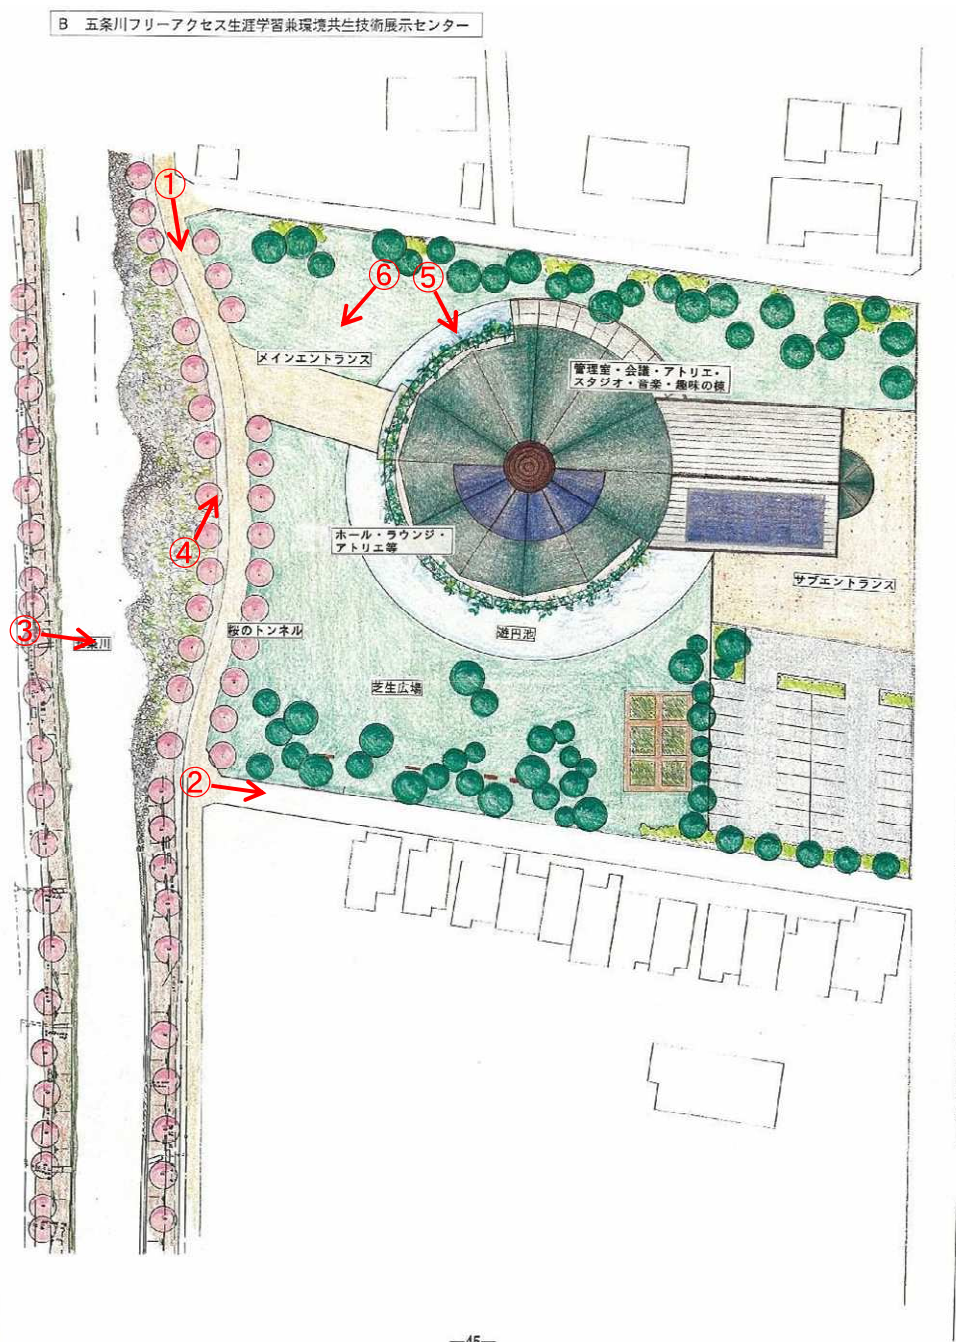 B 五条川フリーアクセス生涯学習兼環境共生技術展示センター
①
⑥
⑤
メインエントランス
管理室・会議・アトリエ・
スタジオ・音楽・趣味の棟
④
ホール・ラウンジ・
アトリエ等
サブエントランス
③
条川
桜のトンネル
芝生広場
②
—45—